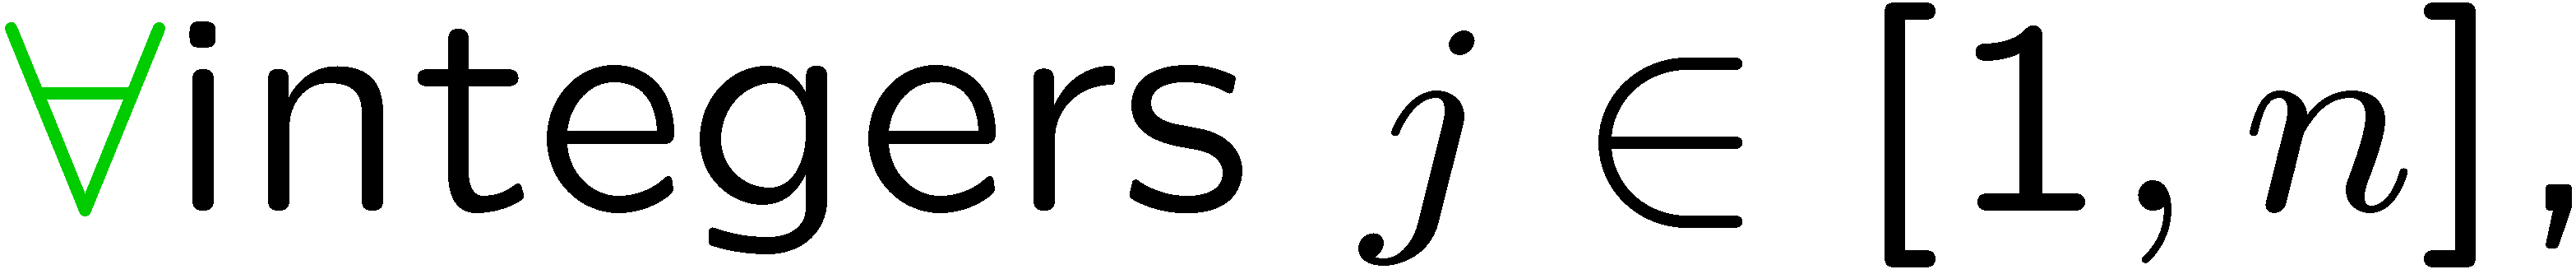 ∀integers j ∈ [1, n],